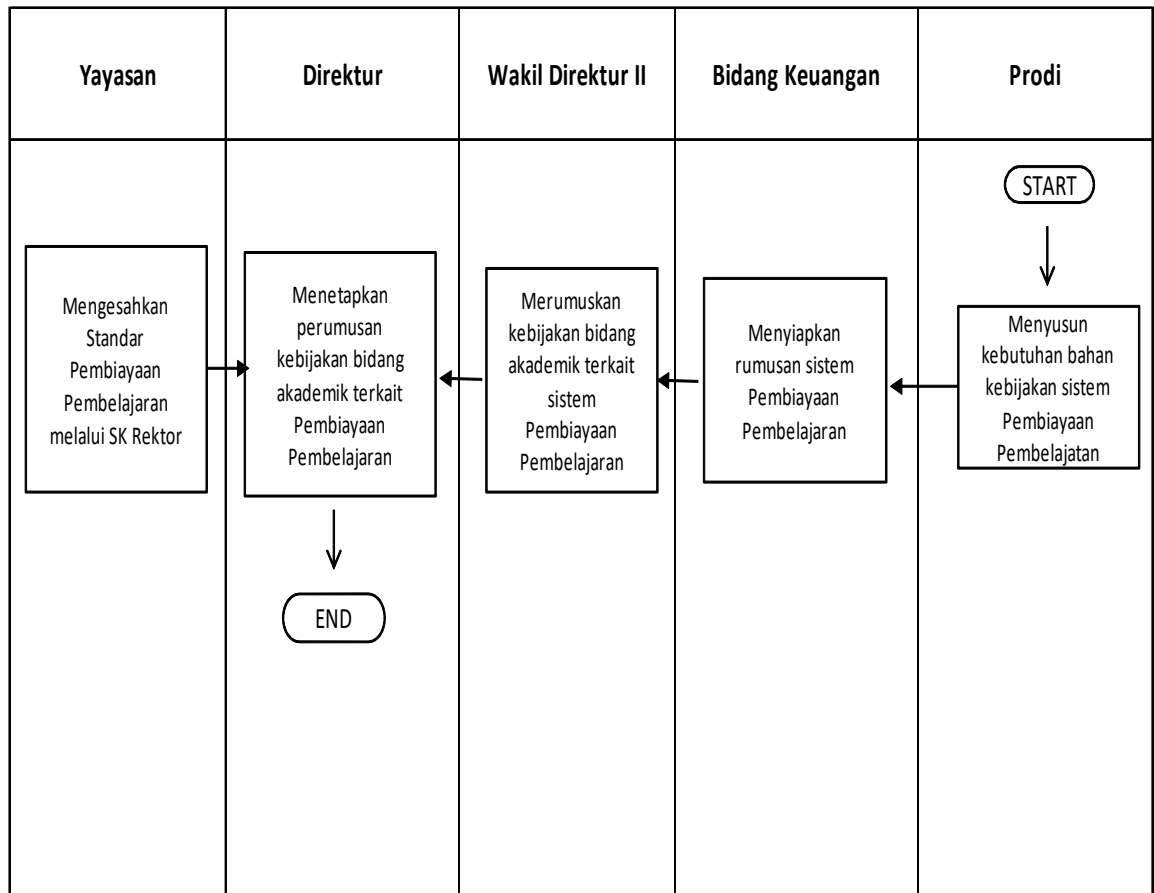 Yayasan
Direktur
Wakil Direktur II
Bidang Keuangan
Prodi
START
Mengesahkan
Standar
Pembiayaan
Pembelajaran
melalui SK Rektor
Menetapkan
perumusan
kebijakan bidang
akademik terkait
Pembiayaan
Pembelajaran
Merumuskan
kebijakan bidang
akademik terkait
sistem
Pembiayaan
Pembelajaran
Menyiapkan
rumusan sistem
Pembiayaan
Pembelajaran
Menyusun
kebutuhan bahan
kebijakan sistem
Pembiayaan
Pembelajatan
END